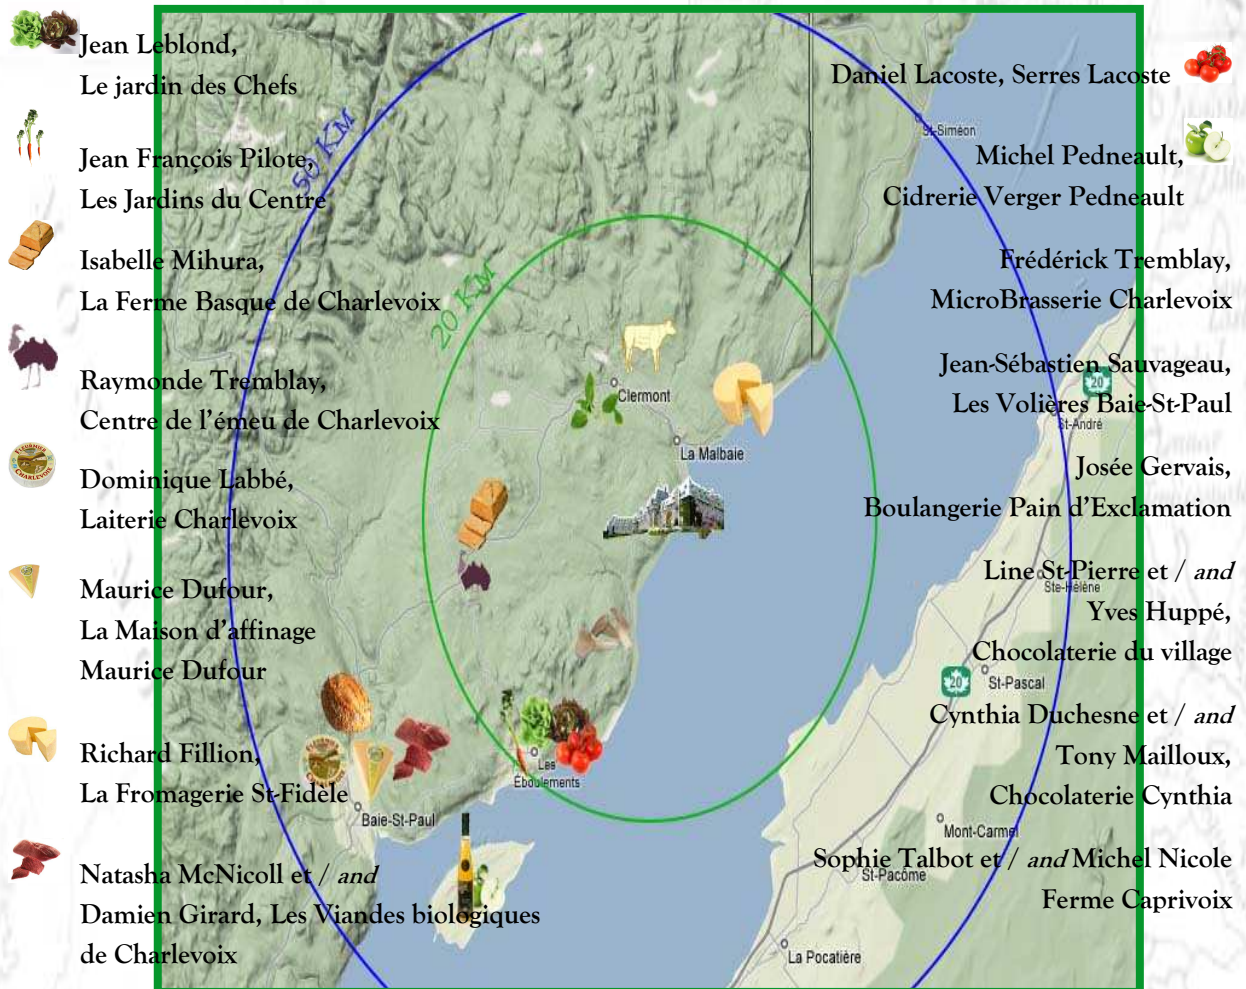 Jean Leblond,
Le jardin des Chefs
Jean François Pilote,
Les Jardins du Centre
Isabelle Mihura,
La Ferme Basque de Charlevoix
Raymonde Tremblay,
Centre de l'émeu de Charlevoix
Dominique Labbé,
Laiterie Charlevoix
Maurice Dufour,
La Maison d'affinage
Maurice Dufour
Richard Fillion,
La Fromagerie St-Fidèle
Natasha McNicoll et / and
Damien Girard, Les Viandes biologiques
de Charlevoix
50 KM
20 KM
Clermont
La Malbaie
Les
Éboulements
Baie-St-Paul
St-Siméon
20
St-André
Ste-Hélène
20
St-Pascal
Mont-Carmel
St-Pacôme
La Pocatière
Daniel Lacoste, Serres Lacoste
Michel Pedneault,
Cidrerie Verger Pedneault
Frédérick Tremblay,
MicroBrasserie Charlevoix
Jean-Sébastien Sauvageau,
Les Volières Baie-St-Paul
Josée Gervais,
Boulangerie Pain d'Exclamation
Line St-Pierre et / and
Yves Huppé,
Chocolaterie du village
Cynthia Duchesne et / and
Tony Mailloux,
Chocolaterie Cynthia
Sophie Talbot et / and Michel Nicole
Ferme Caprivoix